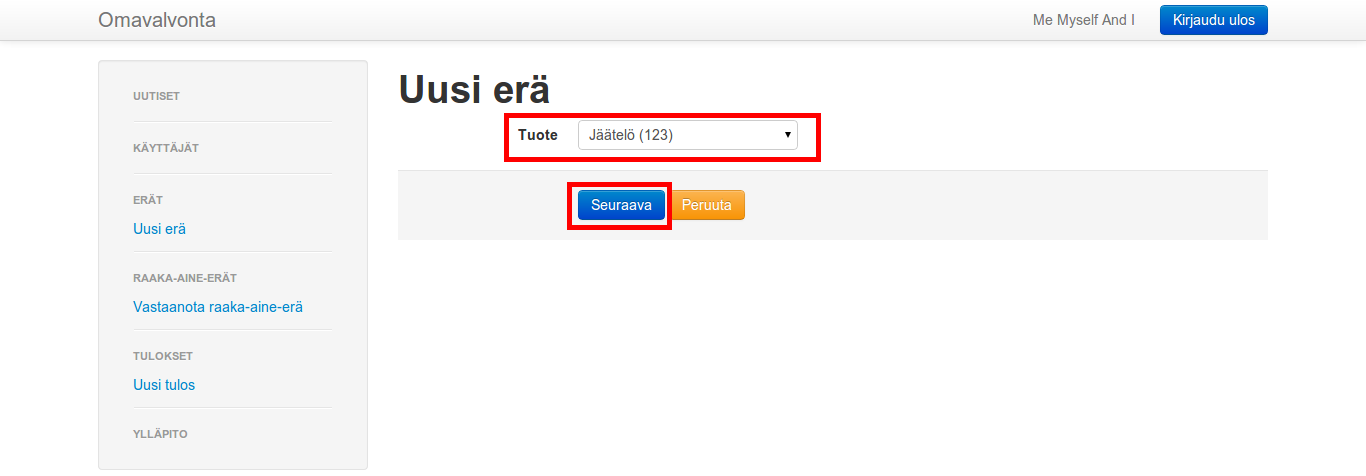 Omavalvonta
Me Myself And I
Kirjaudu ulos
UUTISET
KÄYTTÄJÄT
ERÄT
Uusi erä
RAAKA-AINE-ERÄT
Vastaanota raaka-aine-erä
TULOKSET
Uusi tulos
YLLÄPITO
Uusi erä
Tuote
Jäätelö (123)
Seuraava
Peruuta